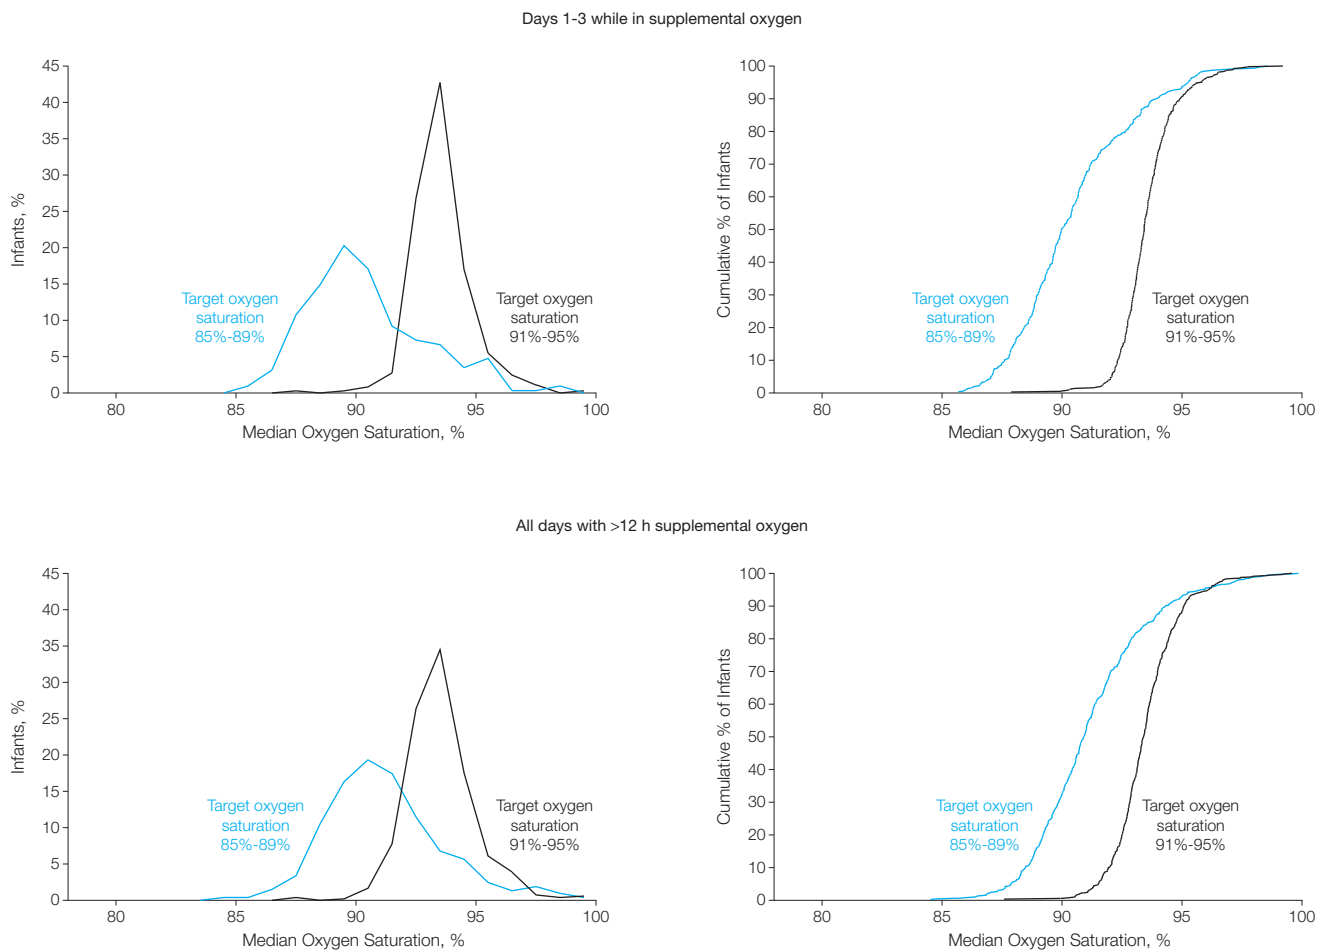 Days 1-3 while in supplemental oxygen
45
40
35
30
25
20
15
10
5
0
Infants, %
Target oxygen
saturation
85%-89%
Target oxygen
saturation
91%-95%
80
85
90
95
100
Median Oxygen Saturation, %
100
90
80
70
60
50
40
30
20
10
0
Cumulative % of Infants
Target oxygen
saturation
85%-89%
Target oxygen
saturation
91%-95%
80
85
90
95
100
Median Oxygen Saturation, %
All days with >12 h supplemental oxygen
45
40
35
30
25
20
15
10
5
0
Infants, %
Target oxygen
saturation
85%-89%
Target oxygen
saturation
91%-95%
80
85
90
95
100
Median Oxygen Saturation, %
100
90
80
70
60
50
40
30
20
10
0
Cumulative % of Infants
Target oxygen
saturation
85%-89%
Target oxygen
saturation
91%-95%
80
85
90
95
100
Median Oxygen Saturation, %